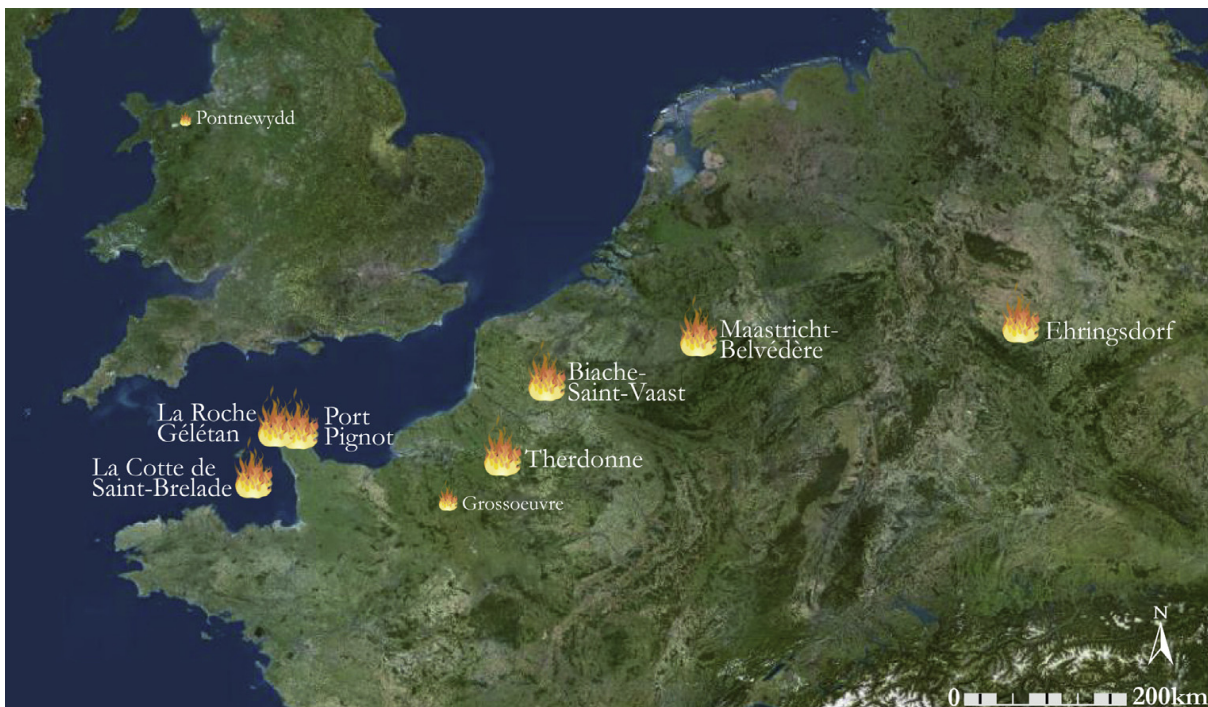 Pontnewydd
Maastricht-
Belvédère
Ehringsdorf
Biache-
Saint-Vaast
La Roche
Gélétan
Port
Pignot
Therdonne
La Cotte de
Saint-Brelade
Grossoeuvre
N
0 200km